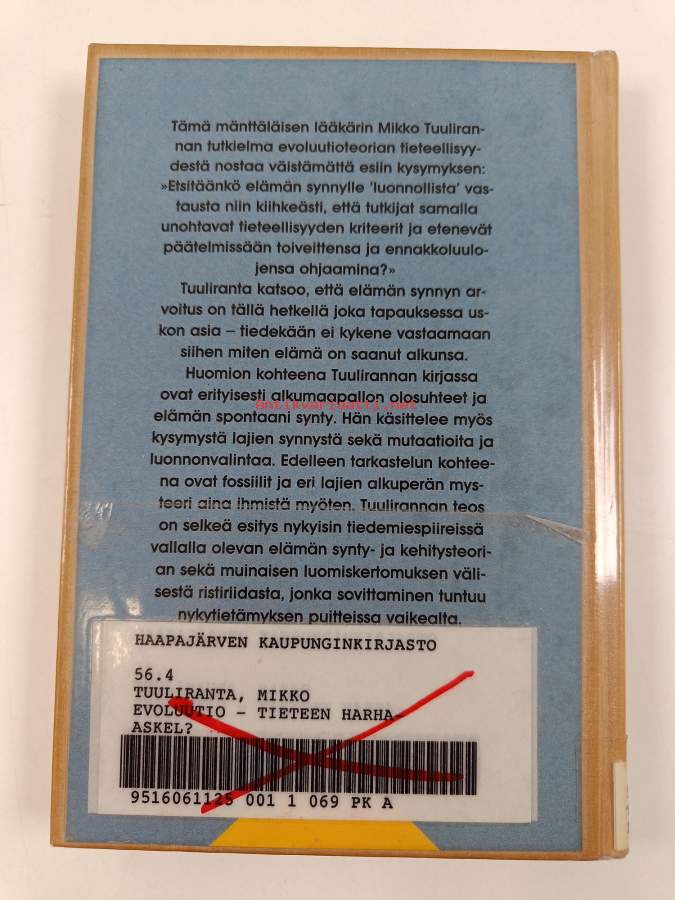 Tämä mänttäläisen lääkärin Mikko Tuuliran-
nan tutkielma evoluutioteorian tieteellisyy-
destä nostaa väistämättä esiin kysymyksen:
»Etsitäänkö elämän synnylle 'luonnollista' vas-
tausta niin kiihkeästi, että tutkijat samalla
unohtavat tieteellisyyden kriteerit ja etenevät
päätelmissään toiveittensa ja ennakkoluulo-
jensa ohjaamina?»
Tuuliranta katsoo, että elämän synnyn ar-
voitus on tällä hetkellä joka tapauksessa us-
kon asia – tiedekään ei kykene vastaamaan
siihen miten elämä on saanut alkunsa.
Huomion kohteena Tuulirannan kirjassa
ovat erityisesti alkumaapallon olosuhteet ja
antikvariaatti.net
elämän spontaani synty. Hän käsittelee myös
kysymystä lajien synnystä sekä mutaatioita ja
luonnonvalintaa. Edelleen tarkastelun kohtee-
na ovat fossiilit ja eri lajien alkuperän mys-
teeri aina ihmistä myöten. Tuulirannan teos
on selkeä esitys nykyisin tiedemiespiireissä
vallalla olevan elämän synty- ja kehitysteori-
an sekä muinaisen luomiskertomuksen väli-
sestä ristiriidasta, jonka sovittaminen tuntuu
nykytietämyksen puitteissa vaikealta.
HAAPAJÄRVEN KAUPUNGINKIRJASTO
56.4
TUULIRANTA, MIKKO
EVOLUUTIO - TIETEEN HARHA-
ASKEL?
9516061125 001 1 069 PK A